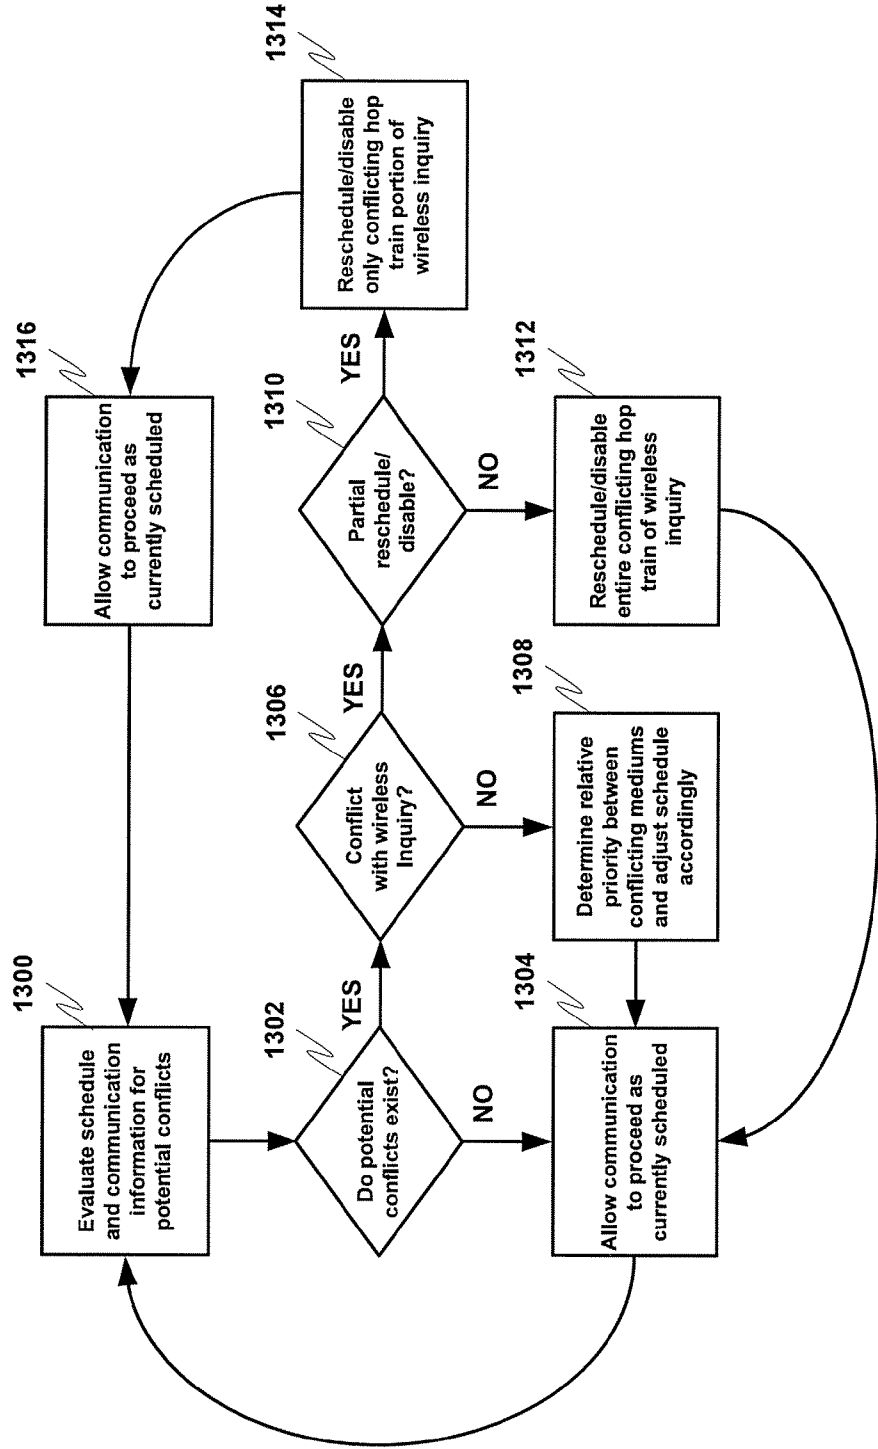 1300
Evaluate schedule
and communication
information for
potential conflicts
1316
Allow communication
to proceed as
currently scheduled
1302
Do potential
conflicts exist?
YES
NO
1306
Conflict
with wireless
Inquiry?
YES
NO
1310
Partial
reschedule/
disable?
YES
NO
1314
Reschedule/disable
only conflicting hop
train portion of
wireless inquiry
1304
Allow communication
to proceed as
currently scheduled
1308
Determine relative
priority between
conflicting mediums
and adjust schedule
accordingly
1312
Reschedule/disable
entire conflicting hop
train of wireless
inquiry